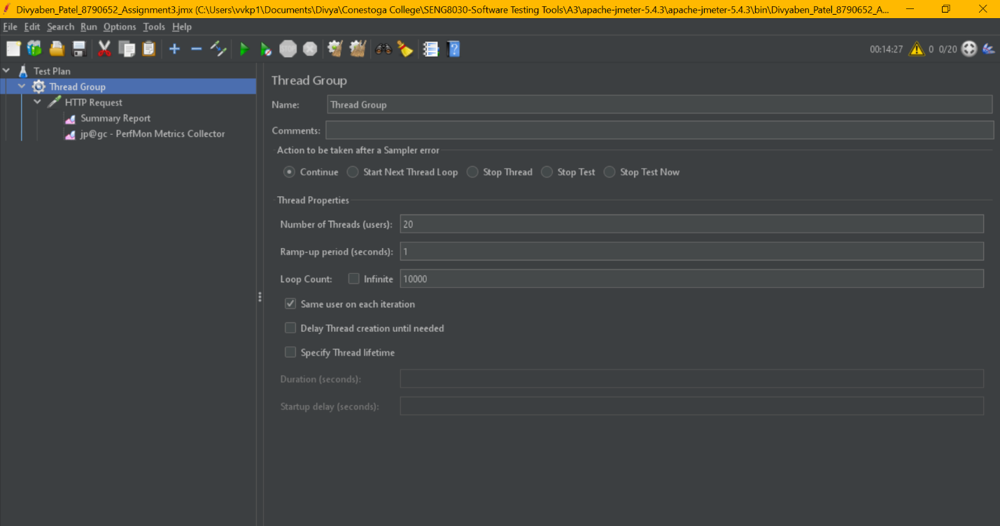 Divyaben_Patel_8790652_Assignment3.jmx (C:\Users\vvkp1\Documents\Divya\Conestoga College\SENG8030-Software Testing Tools\A3\apache-jmeter-5.4.3\apache-jmeter-5.4.3\bin\Divyaben_Patel_8790652_A...
File Edit Search Run Options Tools Help
STOP 00:14:27 0 0/20
Test Plan
Thread Group
HTTP Request
Summary Report
jp@gc - PerfMon Metrics Collector
Thread Group
Name: Thread Group
Comments:
Action to be taken after a Sampler error
Continue Start Next Thread Loop Stop Thread Stop Test Stop Test Now
Thread Properties
Number of Threads (users): 20
Ramp-up period (seconds): 1
Loop Count: Infinite 10000
Same user on each iteration
Delay Thread creation until needed
Specify Thread lifetime
Duration (seconds):
Startup delay (seconds):